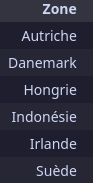 Zone
Autriche
Danemark
Hongrie
Indonésie
Irlande
Suède